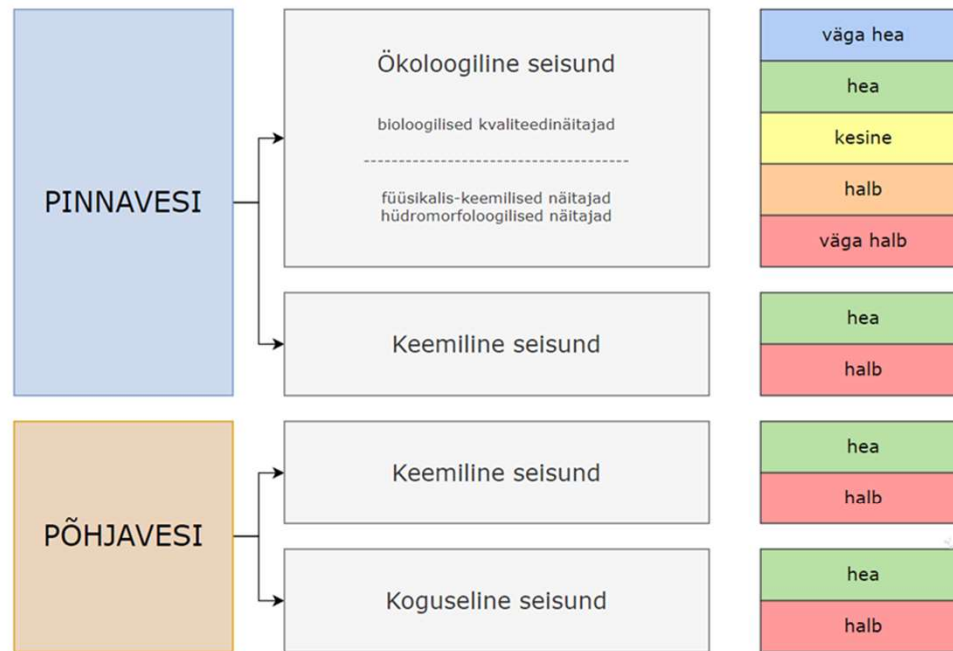 PINNAVESI
Ökoloogiline seisund
bioloogilised kvaliteedinäitajad
füüsikalis-keemilised näitajad
hüdromorfoloogilised näitajad
väga hea
hea
kesine
halb
väga halb
Keemiline seisund
hea
halb
PÕHJAVESI
Keemiline seisund
hea
halb
Koguseline seisund
hea
halb